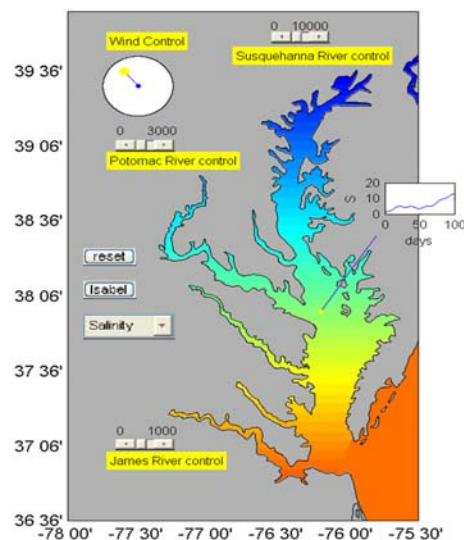 0 10000
Wind Control
Susquehanna River control
39 36'
0 3000
39 06'
Potomac River control
S
20
10
0
0 50 100
days
38 36'
reset
38 06'
Isabel
Salinity
37 36'
0 1000
37 06'
James River control
36 36'
-78 00' -77 30' -77 00' -76 30' -76 00' -75 30'